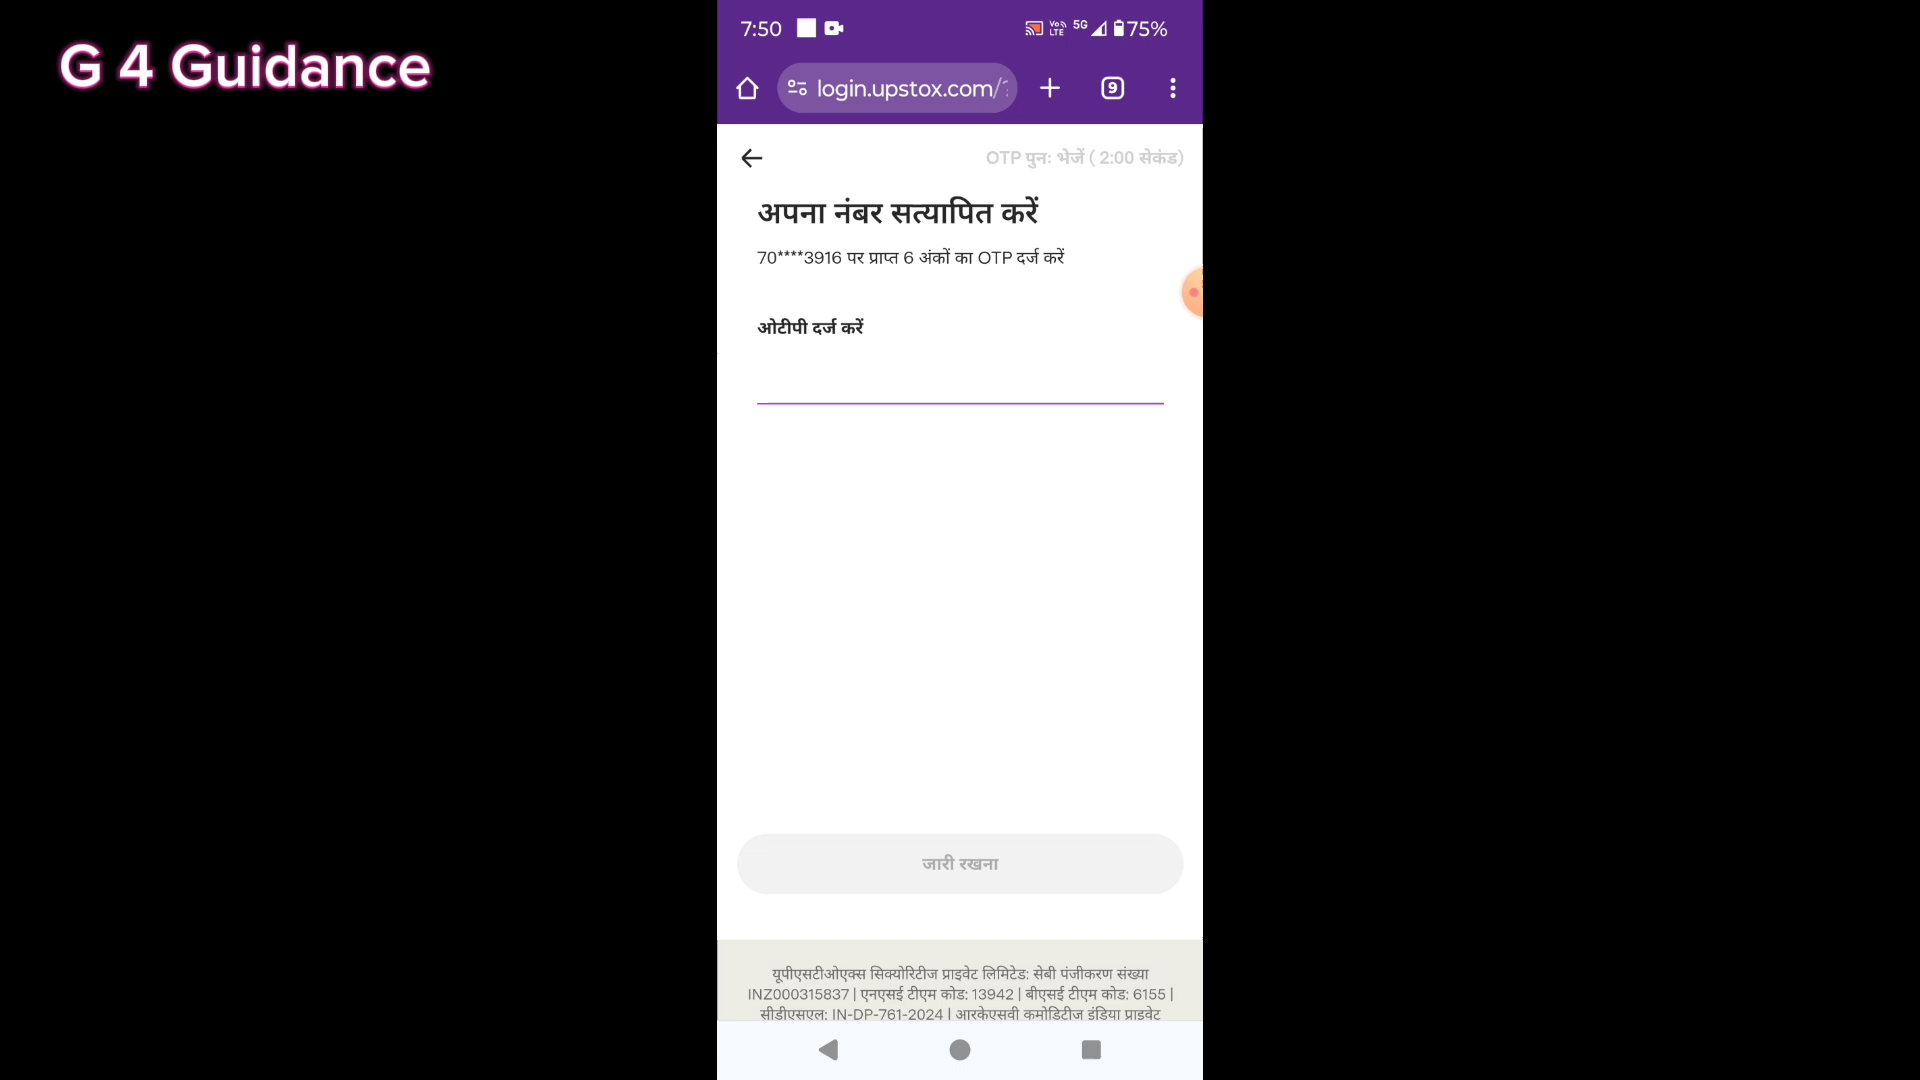 G 4 Guidance
7:50
Vo LTE 5G 75%
login.upstox.com/
9
OTP पुनः भेजें ( 2:00 सेकंड)
अपना नंबर सत्यापित करें
70****3916 पर प्राप्त 6 अंकों का OTP दर्ज करें
ओटीपी दर्ज करें
जारी रखना
यूपीएसटीओएक्स सिक्योरिटीज प्राइवेट लिमिटेड: सेबी पंजीकरण संख्या
INZ000315837 | एनएसई टीएम कोड: 13942 | बीएसई टीएम कोड: 6155 |
सीडीएसएल: IN-DP-761-2024 | आरकेएसवी कमोडिटीज इंडिया प्राइवेट